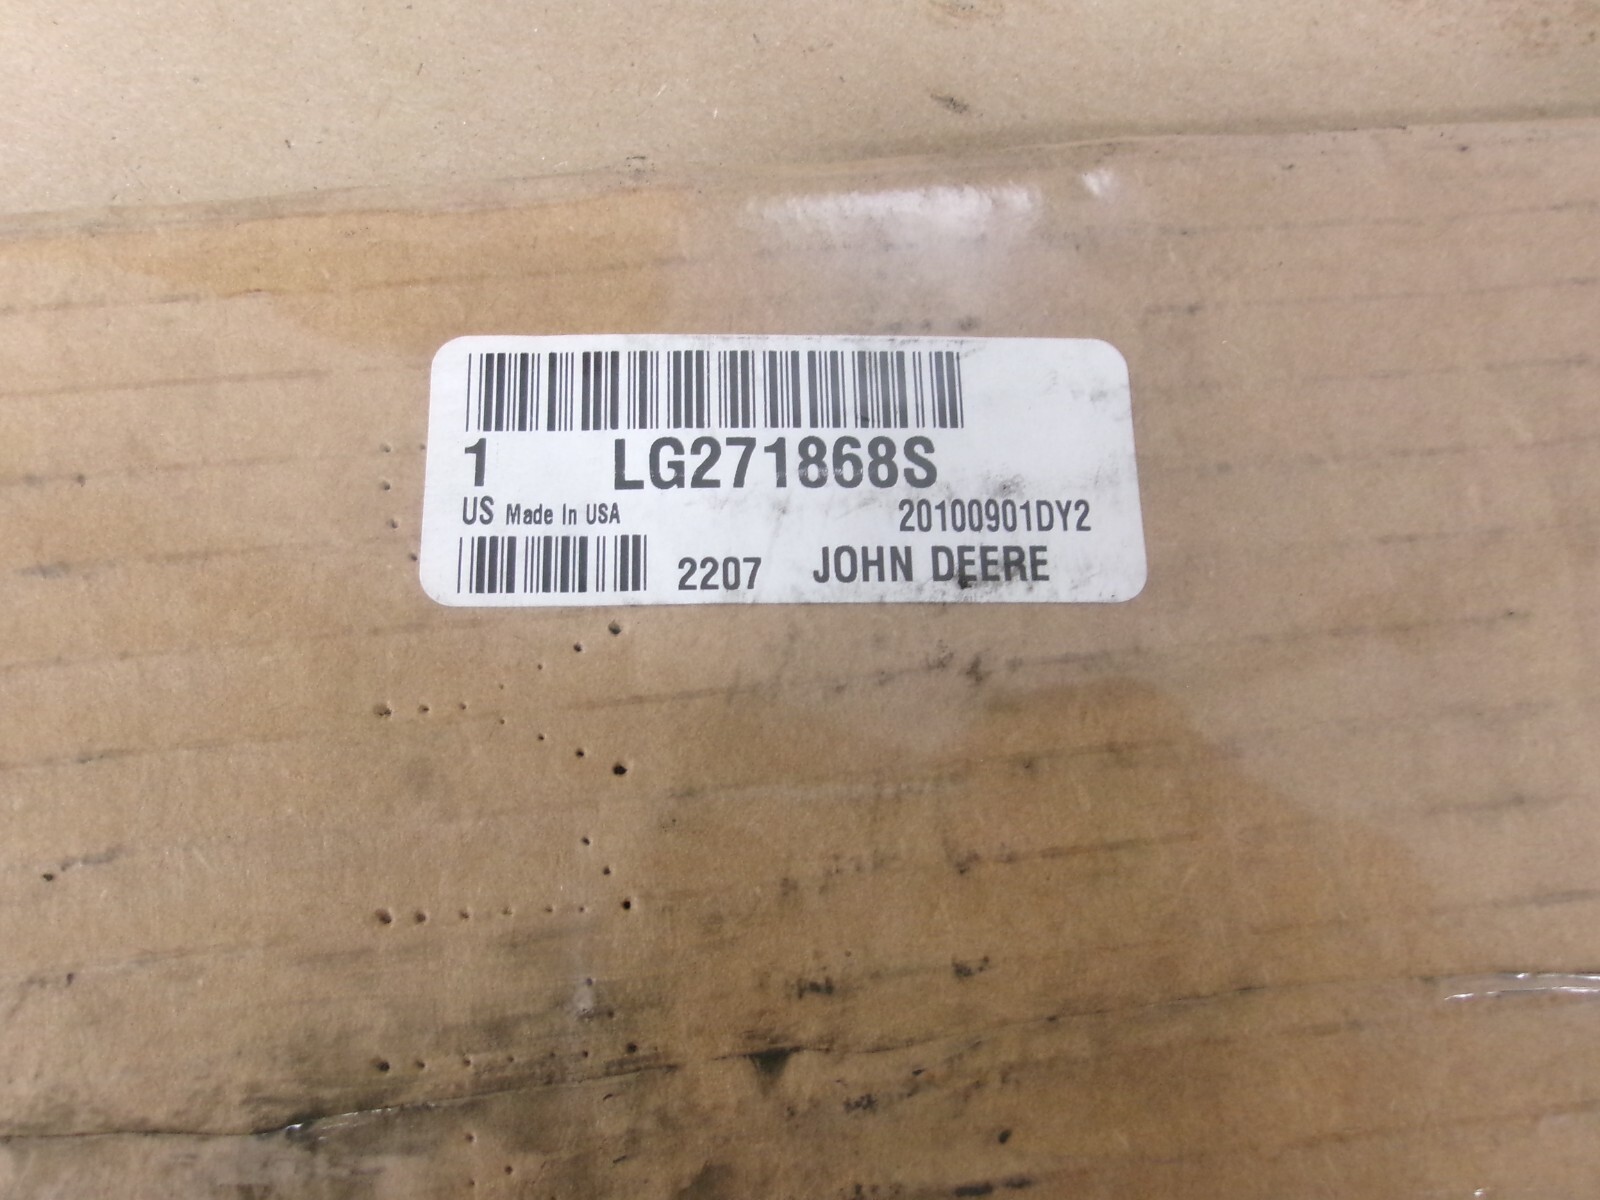 1 LG271868S
US Made In USA 20100901DY2
2207 JOHN DEERE